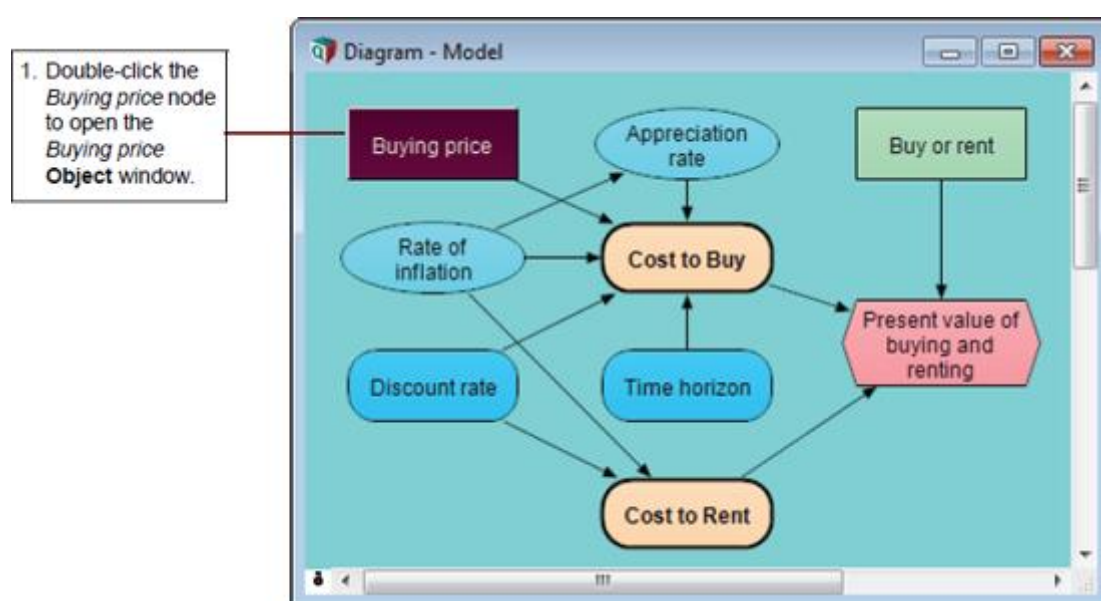 Diagram - Model
1. Double-click the
Buying price node
to open the
Buying price
Object window.
Buying price
Appreciation
rate
Buy or rent
Rate of
inflation
Cost to Buy
Present value of
buying and
renting
Discount rate
Time horizon
Cost to Rent